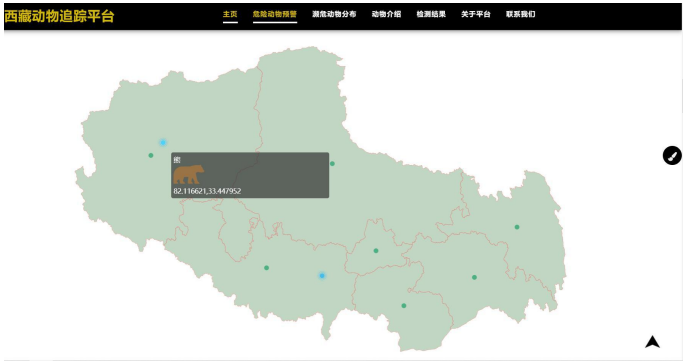 西藏动物追踪平台
主页 危险动物预警 濒危动物分布 动物介绍 检测结果 关于平台 联系我们
熊
82.116621,33.447952